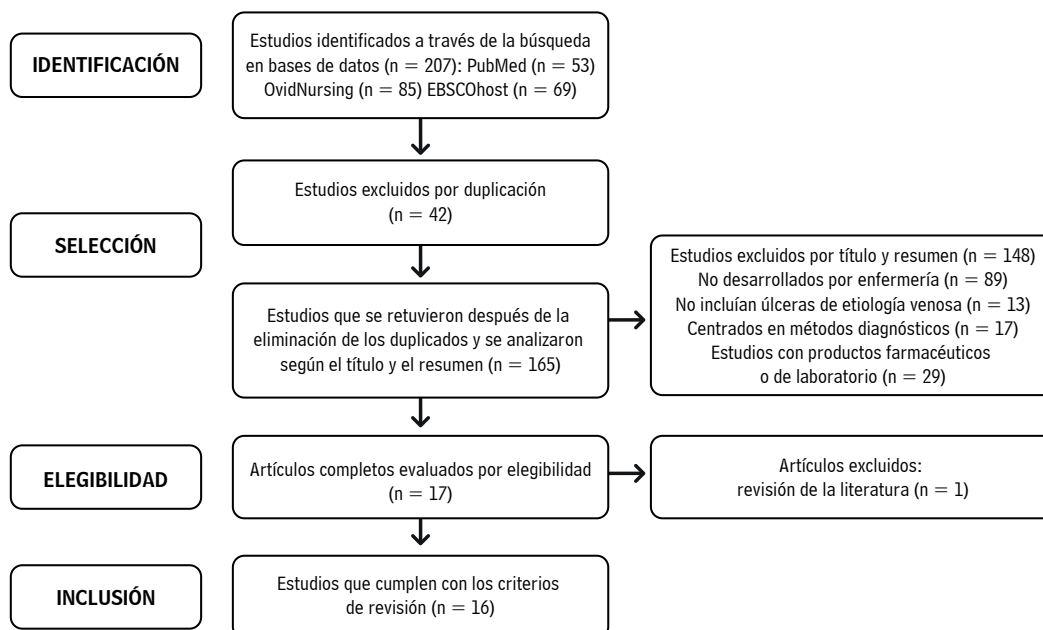 IDENTIFICACIÓN
Estudios identificados a través de la búsqueda
en bases de datos (n = 207): PubMed (n = 53)
OvidNursing (n = 85) EBSCOhost (n = 69)
SELECCIÓN
Estudios excluidos por duplicación
(n = 42)
Estudios que se retuvieron después de la
eliminación de los duplicados y se analizaron
según el título y el resumen (n = 165)
Estudios excluidos por título y resumen (n = 148)
No desarrollados por enfermería (n = 89)
No incluían úlceras de etiología venosa (n = 13)
Centrados en métodos diagnósticos (n = 17)
Estudios con productos farmacéuticos
o de laboratorio (n = 29)
ELEGIBILIDAD
Artículos completos evaluados por elegibilidad
(n = 17)
Artículos excluidos:
revisión de la literatura (n = 1)
INCLUSIÓN
Estudios que cumplen con los criterios
de revisión (n = 16)